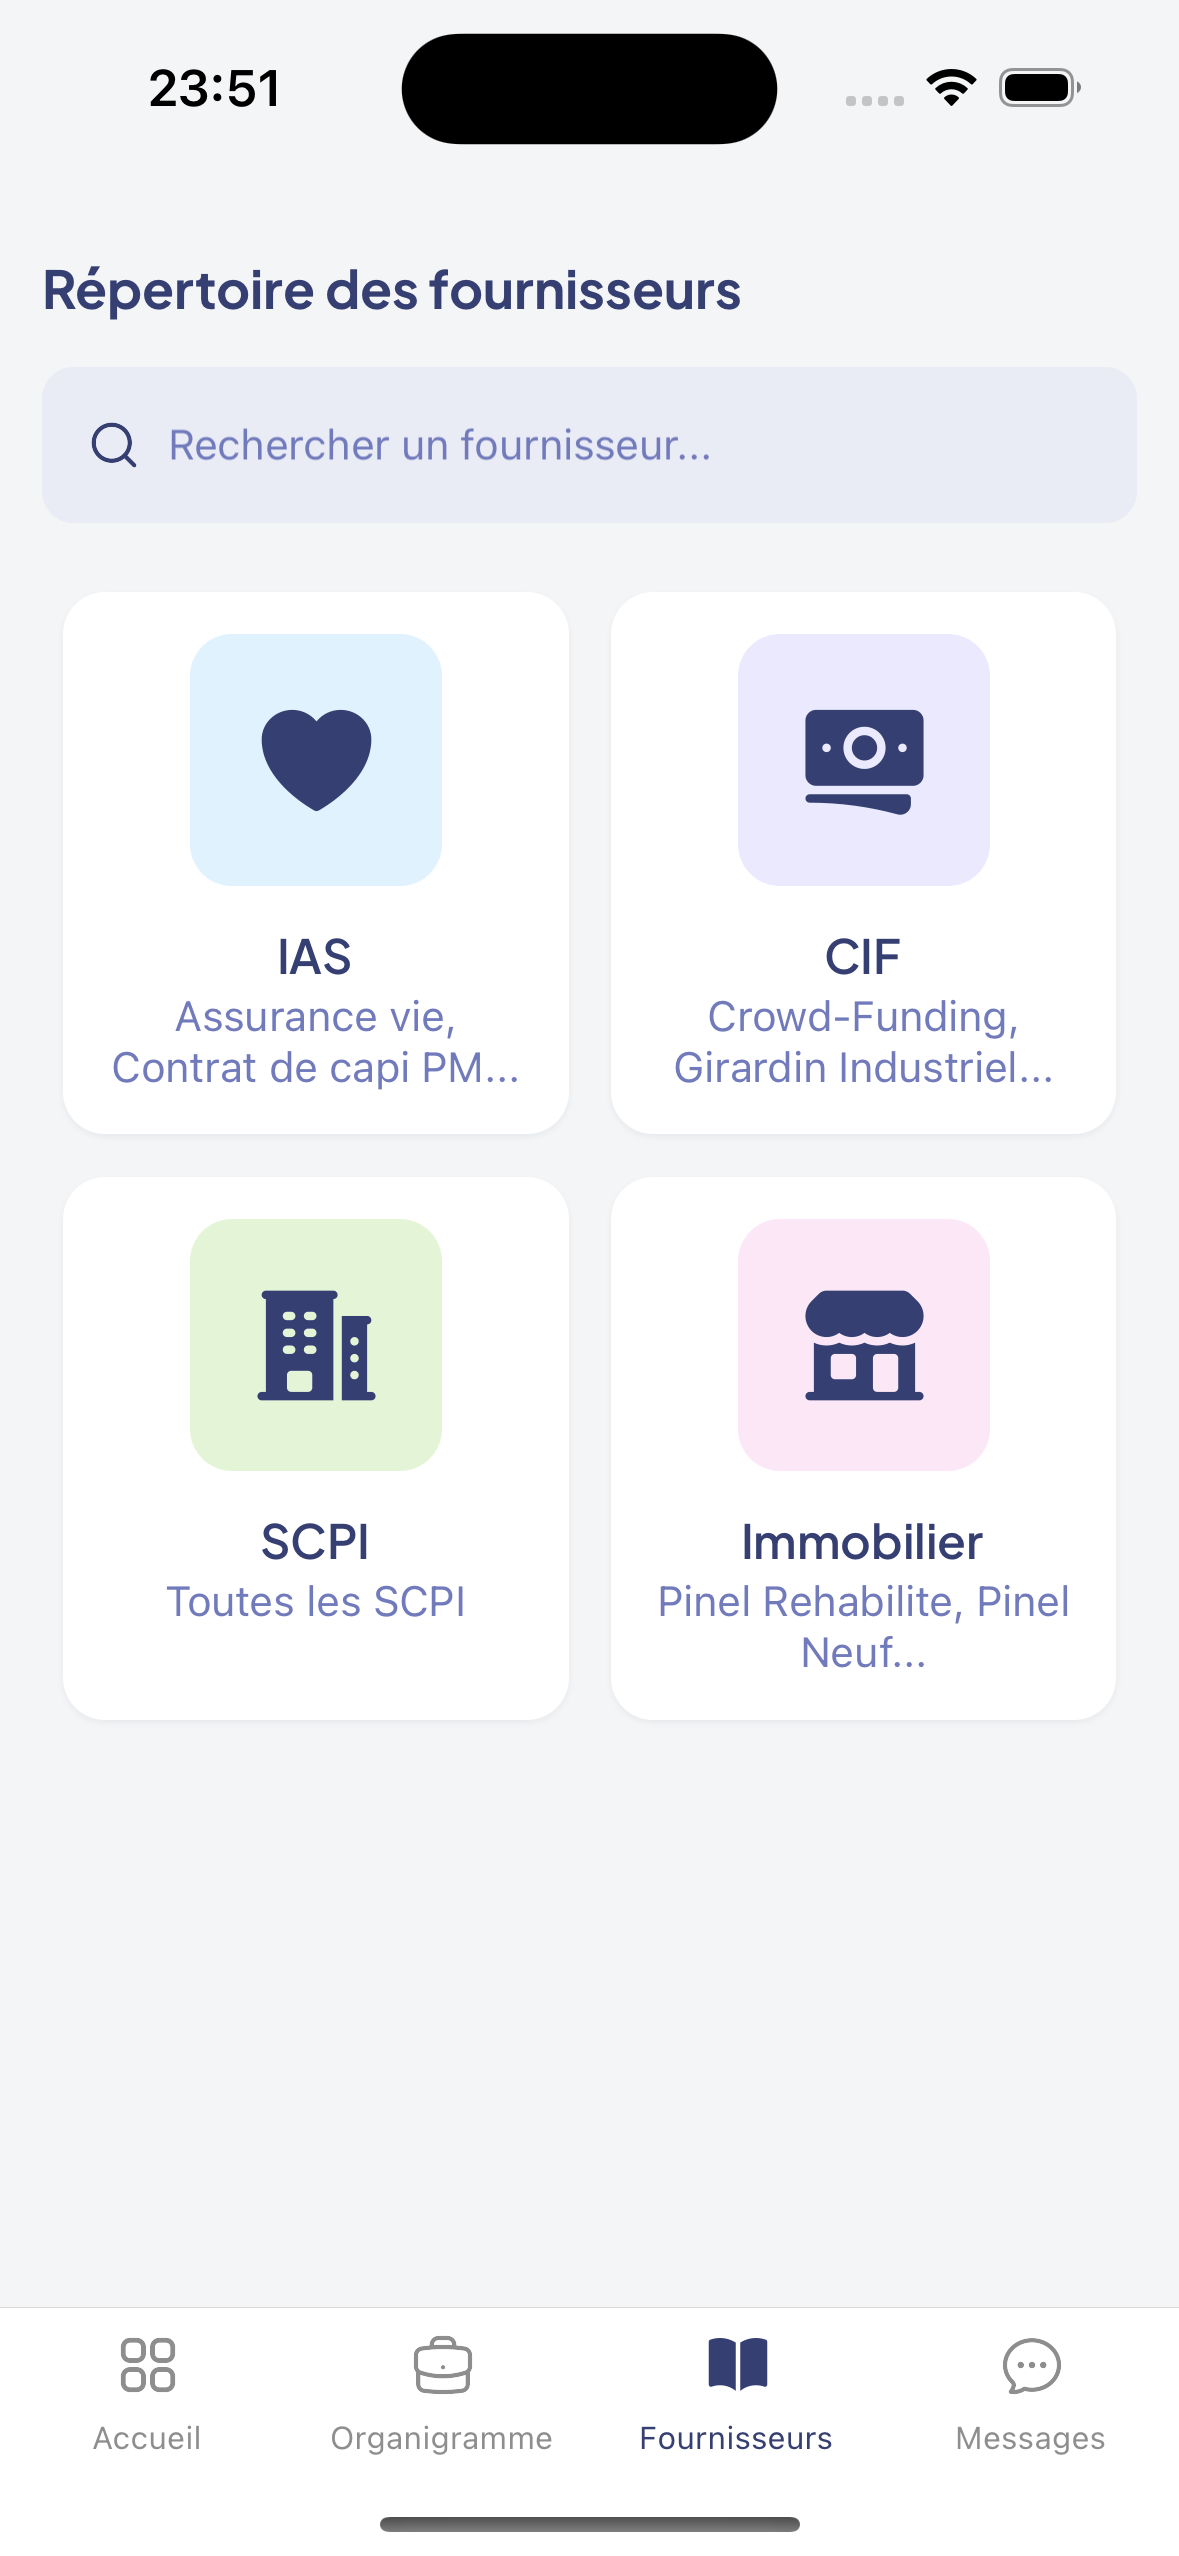 23:51
Répertoire des fournisseurs
Rechercher un fournisseur...
IAS
Assurance vie,
Contrat de capi PM...
CIF
Crowd-Funding,
Girardin Industriel...
SCPI
Toutes les SCPI
Immobilier
Pinel Rehabilite, Pinel
Neuf...
Accueil
Organigramme
Fournisseurs
Messages